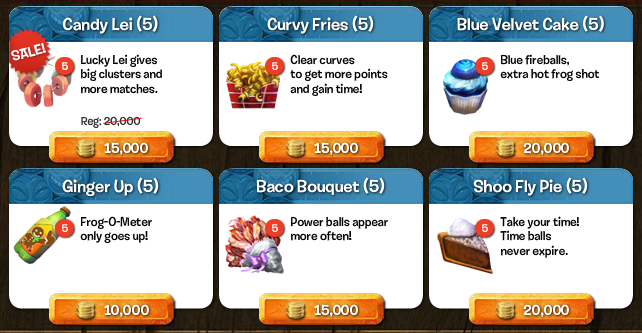 Candy Lei (5)
SALE!
5
Lucky Lei gives
big clusters and
more matches.
Reg: 20,000
15,000
Curvy Fries (5)
5
Clear curves
to get more points
and gain time!
15,000
Blue Velvet Cake (5)
5
Blue fireballs,
extra hot frog shot
20,000
Ginger Up (5)
5
Frog-O-Meter
only goes up!
10,000
Baco Bouquet (5)
5
Power balls appear
more often!
15,000
Shoo Fly Pie (5)
5
Take your time!
Time balls
never expire.
20,000